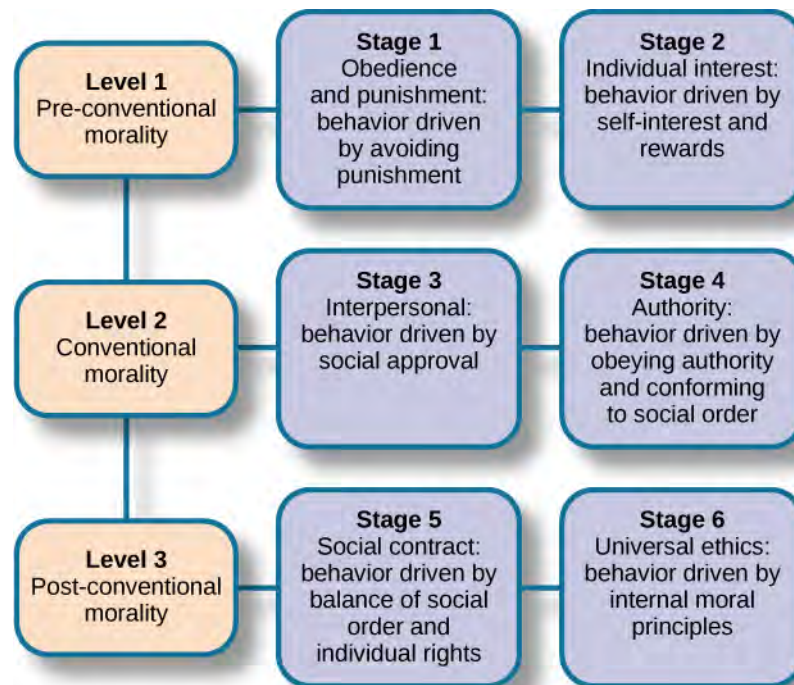 Level 1
Pre-conventional
morality
Stage 1
Obedience
and punishment:
behavior driven
by avoiding
punishment
Stage 2
Individual interest:
behavior driven by
self-interest and
rewards
Level 2
Conventional
morality
Stage 3
Interpersonal:
behavior driven by
social approval
Stage 4
Authority:
behavior driven by
obeying authority
and conforming
to social order
Level 3
Post-conventional
morality
Stage 5
Social contract:
behavior driven by
balance of social
order and
individual rights
Stage 6
Universal ethics:
behavior driven by
internal moral
principles